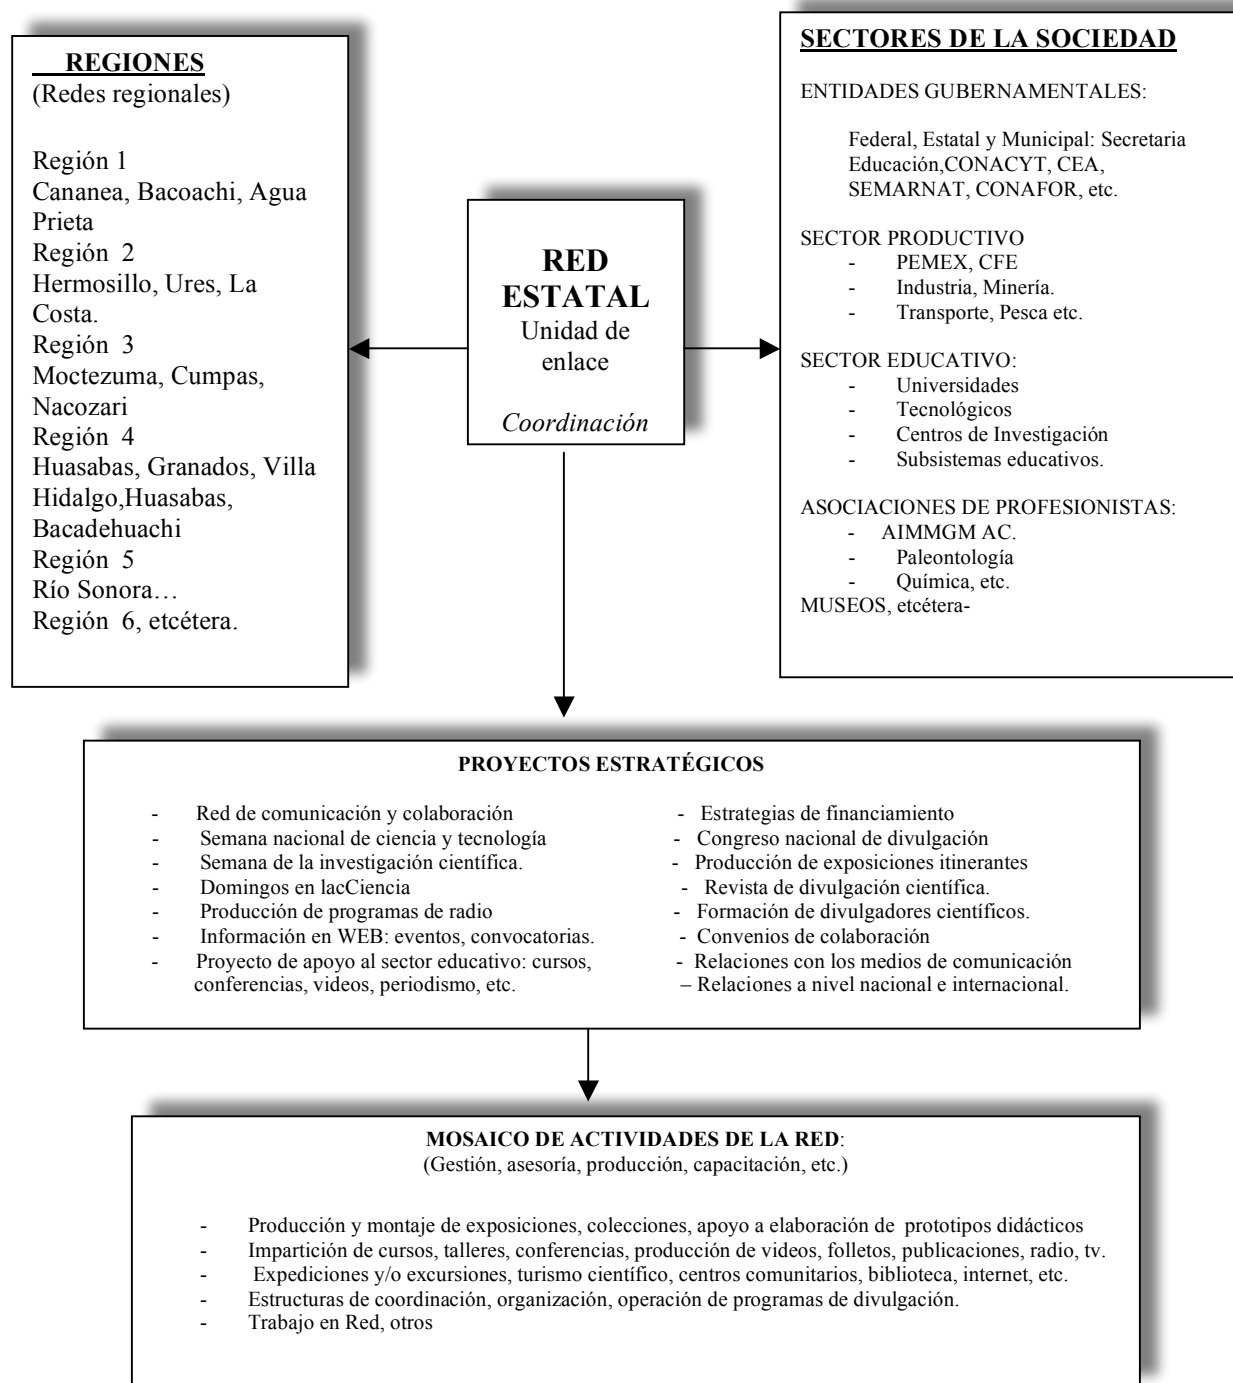 REGIONES
(Redes regionales)
Región 1
Cananea, Bacoachi, Agua
Prieta
Región 2
Hermosillo, Ures, La
Costa.
Región 3
Moctezuma, Cumpas,
Nacozari
Región 4
Huasabas, Granados, Villa
Hidalgo,Huasabas,
Bacadehuachi
Región 5
Río Sonora…
Región 6, etcétera.
RED
ESTATAL
Unidad de
enlace
Coordinación
SECTORES DE LA SOCIEDAD
ENTIDADES GUBERNAMENTALES:
Federal, Estatal y Municipal: Secretaria
Educación,CONACYT, CEA,
SEMARNAT, CONAFOR, etc.
SECTOR PRODUCTIVO
- PEMEX, CFE
- Industria, Minería.
- Transporte, Pesca etc.
SECTOR EDUCATIVO:
- Universidades
- Tecnológicos
- Centros de Investigación
- Subsistemas educativos.
ASOCIACIONES DE PROFESIONISTAS:
- AIMMGM AC.
- Paleontología
- Química, etc.
MUSEOS, etcétera-
PROYECTOS ESTRATÉGICOS
- Red de comunicación y colaboración
- Semana nacional de ciencia y tecnología
- Semana de la investigación científica.
- Domingos en lacCiencia
- Producción de programas de radio
- Información en WEB: eventos, convocatorias.
- Proyecto de apoyo al sector educativo: cursos,
conferencias, videos, periodismo, etc.
- Estrategias de financiamiento
- Congreso nacional de divulgación
- Producción de exposiciones itinerantes
- Revista de divulgación científica.
- Formación de divulgadores científicos.
- Convenios de colaboración
- Relaciones con los medios de comunicación
– Relaciones a nivel nacional e internacional.
MOSAICO DE ACTIVIDADES DE LA RED:
(Gestión, asesoría, producción, capacitación, etc.)
- Producción y montaje de exposiciones, colecciones, apoyo a elaboración de prototipos didácticos
- Impartición de cursos, talleres, conferencias, producción de videos, folletos, publicaciones, radio, tv.
- Expediciones y/o excursiones, turismo científico, centros comunitarios, biblioteca, internet, etc.
- Estructuras de coordinación, organización, operación de programas de divulgación.
- Trabajo en Red, otros